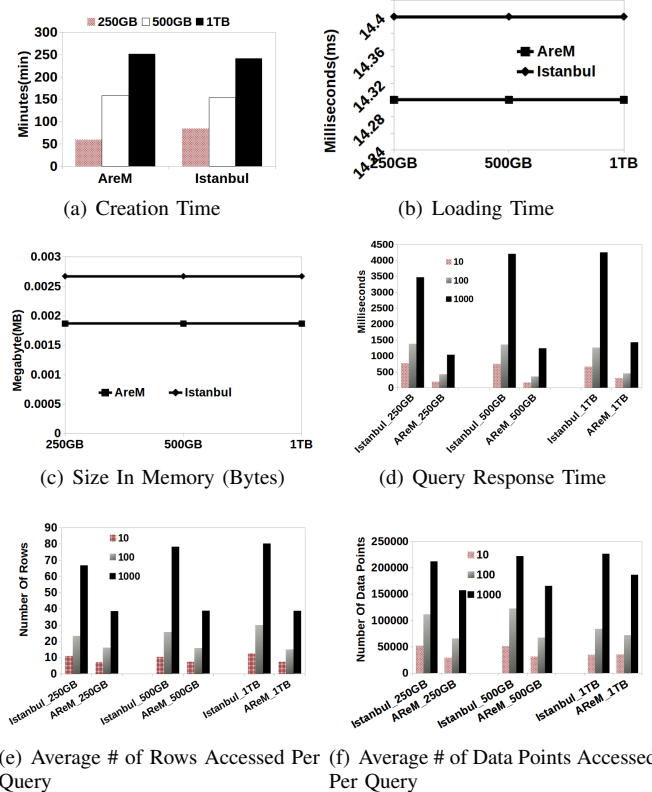 250GB 500GB 1TB
300
250
200
150
100
50
0
Minutes(min)
AreM Istanbul
(a) Creation Time
14.4
14.36
14.32
14.28
14.24
Milliseconds(ms)
AreM
Istanbul
250GB 500GB 1TB
(b) Loading Time
0.003
0.0025
0.002
0.0015
0.001
0.0005
0
Megabyte(MB)
AreM Istanbul
250GB 500GB 1TB
(c) Size In Memory (Bytes)
4500
4000
3500
3000
2500
2000
1500
1000
500
0
Milliseconds
10
100
1000
Istanbul_250GB
AReM_250GB
Istanbul_500GB
AReM_500GB
Istanbul_1TB
AReM_1TB
(d) Query Response Time
90
80
70
60
50
40
30
20
10
0
Number Of Rows
10
100
1000
Istanbul_250GB
AReM_250GB
Istanbul_500GB
AReM_500GB
Istanbul_1TB
AReM_1TB
(e) Average # of Rows Accessed Per
Query
250000
200000
150000
100000
50000
0
Number Of Data Points
10
100
1000
Istanbul_250GB
AReM_250GB
Istanbul_500GB
AReM_500GB
Istanbul_1TB
AReM_1TB
(f) Average # of Data Points Accessed
Per Query